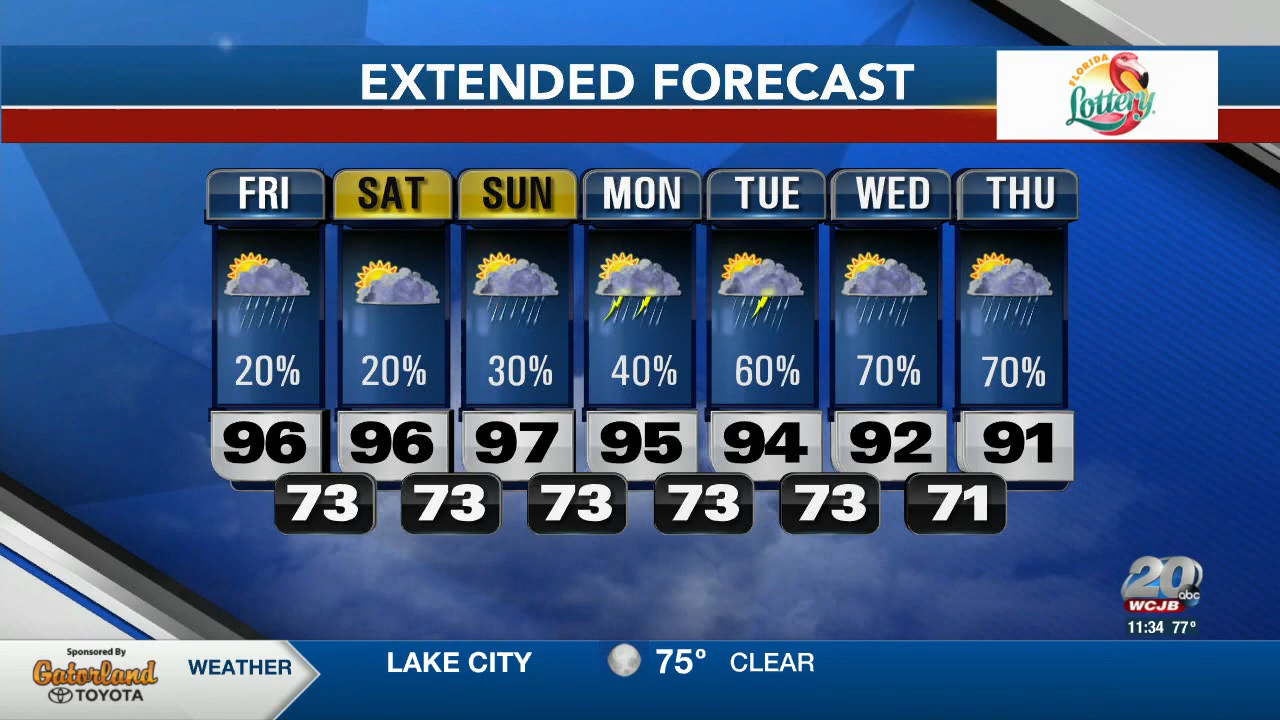 EXTENDED FORECAST
FLORIDA
Lottery
FRI SAT SUN MON TUE WED THU
20% 20% 30% 40% 60% 70% 70%
96 96 97 95 94 92 91
73 73 73 73 73 71
20
abc
WCJB
11:34 77°
Sponsored By
Gatorland
TOYOTA
WEATHER
LAKE CITY 75° CLEAR